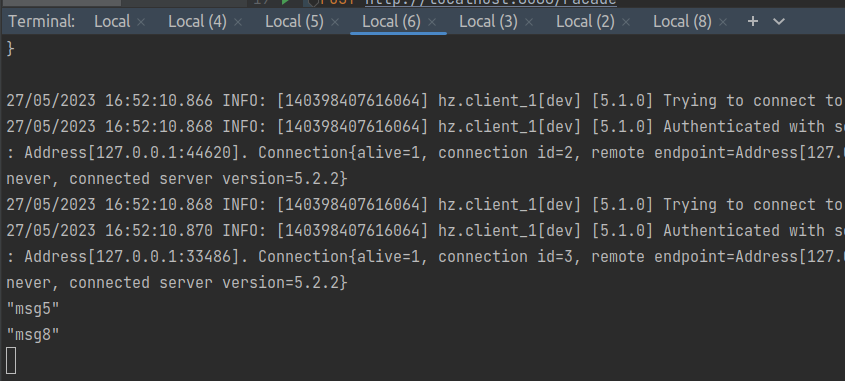 17 POST http://localhost:8080/facade
Terminal: Local × Local (4) × Local (5) × Local (6) × Local (3) × Local (2) × Local (8) × +
}
27/05/2023 16:52:10.866 INFO: [140398407616064] hz.client_1[dev] [5.1.0] Trying to connect to
27/05/2023 16:52:10.868 INFO: [140398407616064] hz.client_1[dev] [5.1.0] Authenticated with se
: Address[127.0.0.1:44620]. Connection{alive=1, connection id=2, remote endpoint=Address[127.0
never, connected server version=5.2.2}
27/05/2023 16:52:10.868 INFO: [140398407616064] hz.client_1[dev] [5.1.0] Trying to connect to
27/05/2023 16:52:10.870 INFO: [140398407616064] hz.client_1[dev] [5.1.0] Authenticated with se
: Address[127.0.0.1:33486]. Connection{alive=1, connection id=3, remote endpoint=Address[127.0
never, connected server version=5.2.2}
"msg5"
"msg8"